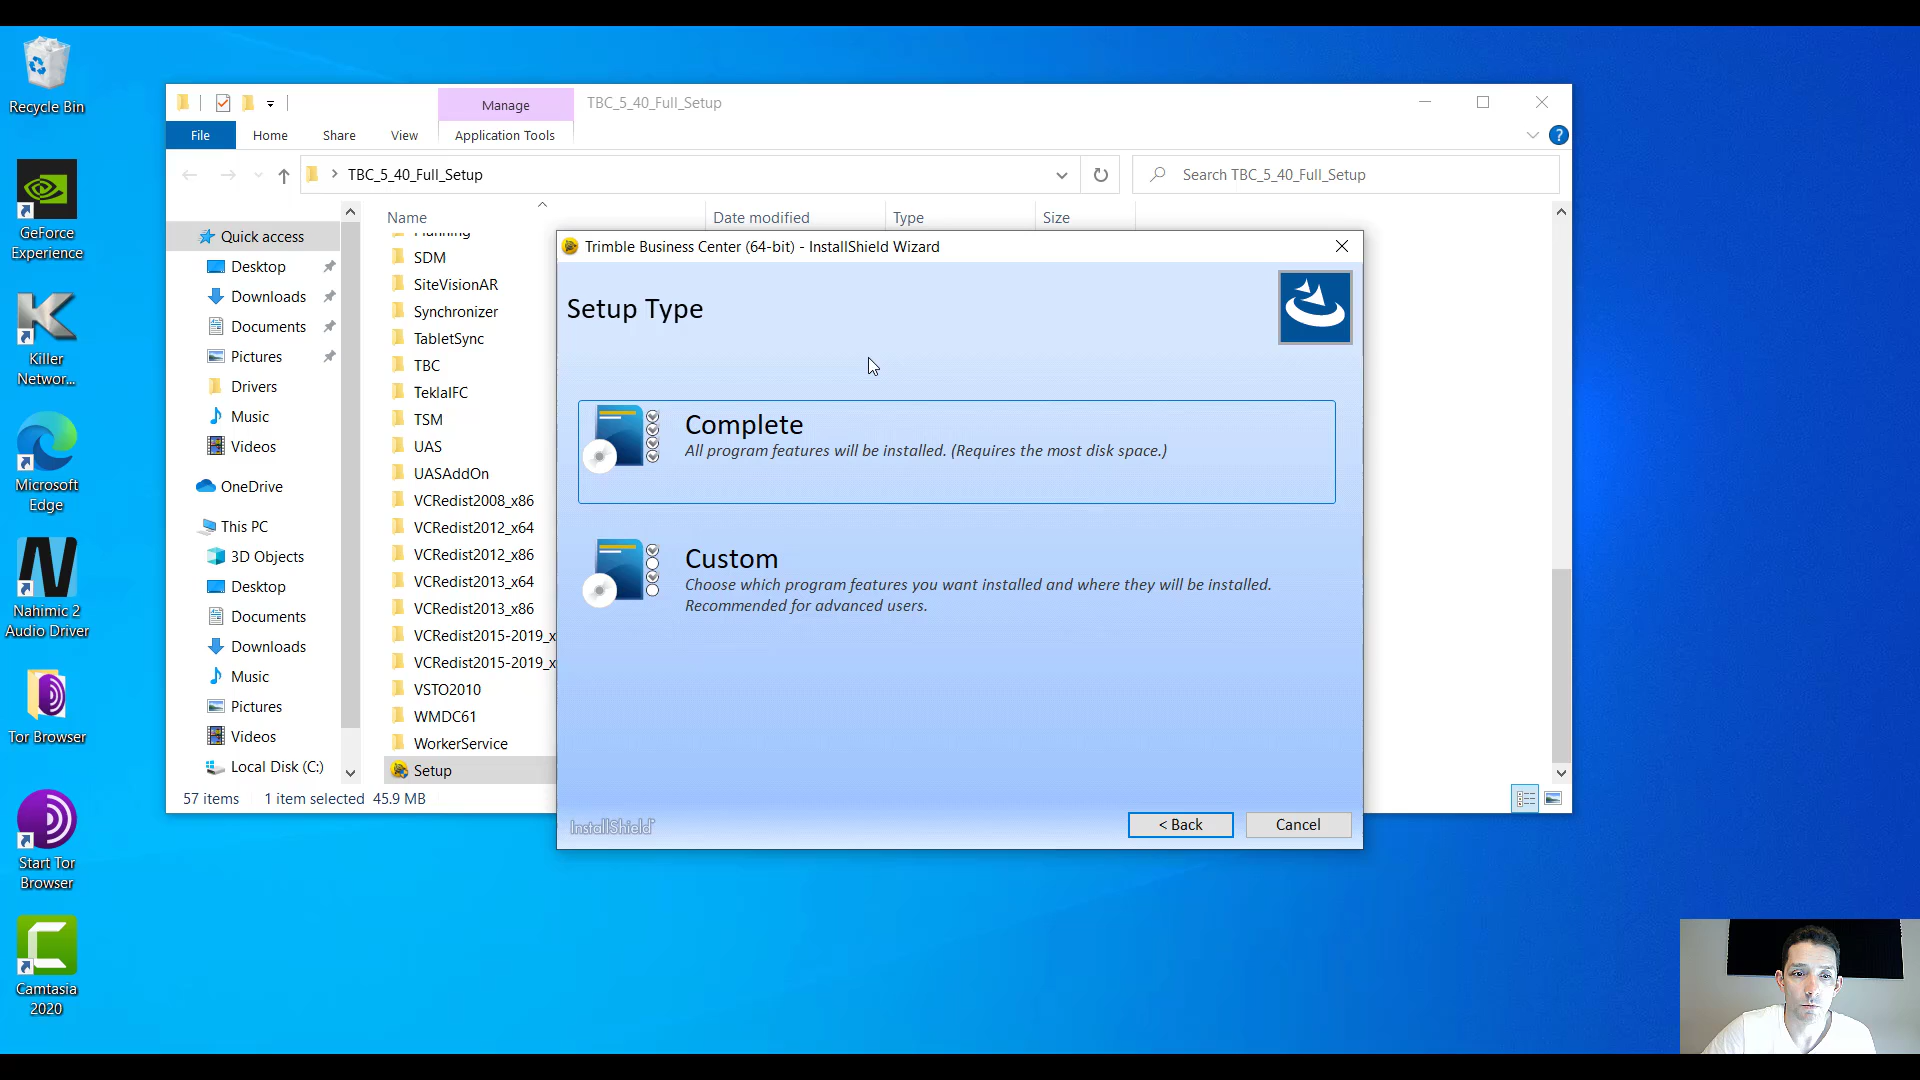 Recycle Bin
GeForce
Experience
Killer
Networ...
Microsoft
Edge
Nahimic 2
Audio Driver
Tor Browser
Start Tor
Browser
Camtasia
2020
Manage
TBC_5_40_Full_Setup
File
Home
Share
View
Application Tools
?
TBC_5_40_Full_Setup
Search TBC_5_40_Full_Setup
Quick access
Desktop
Downloads
Documents
Pictures
Drivers
Music
Videos
OneDrive
This PC
3D Objects
Desktop
Documents
Downloads
Music
Pictures
Videos
Local Disk (C:)
Name
Date modified
Type
Size
Planning
SDM
SiteVisionAR
Synchronizer
TabletSync
TBC
TeklaIFC
TSM
UAS
UASAddOn
VCRedist2008_x86
VCRedist2012_x64
VCRedist2012_x86
VCRedist2013_x64
VCRedist2013_x86
VCRedist2015-2019_x
VCRedist2015-2019_x
VSTO2010
WMDC61
WorkerService
Setup
57 items
1 item selected
45.9 MB
Trimble Business Center (64-bit) - InstallShield Wizard
Setup Type
Complete
All program features will be installed. (Requires the most disk space.)
Custom
Choose which program features you want installed and where they will be installed.
Recommended for advanced users.
InstallShield
< Back
Cancel